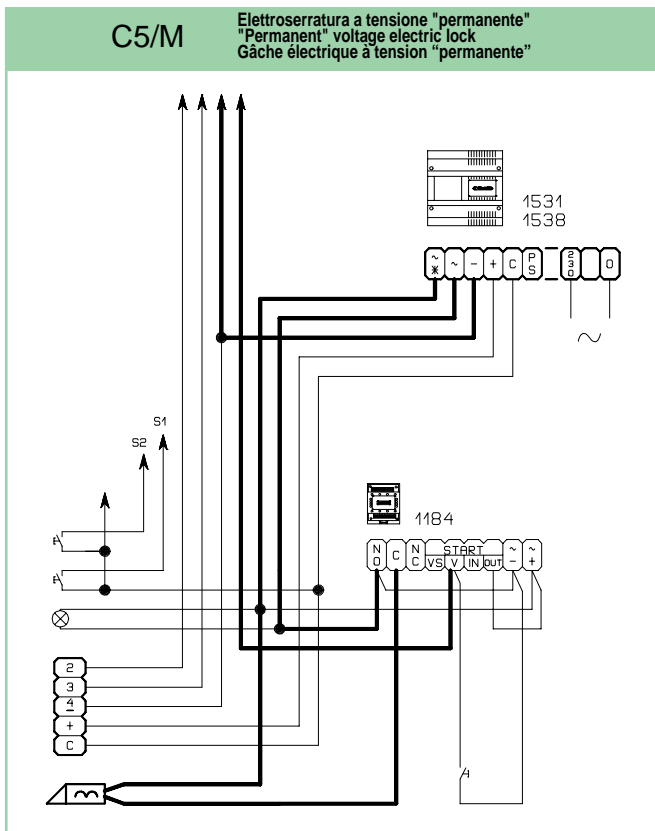 C5/M
Elettroserratura a tensione "permanente"
"Permanent" voltage electric lock
Gâche électrique à tension “permanente”
1531
1538
~* ~ - + C PS 230 0
~
S1
S2
1184
NO C NC START ~- ~+
VS V IN OUT
2
3
4
+
C